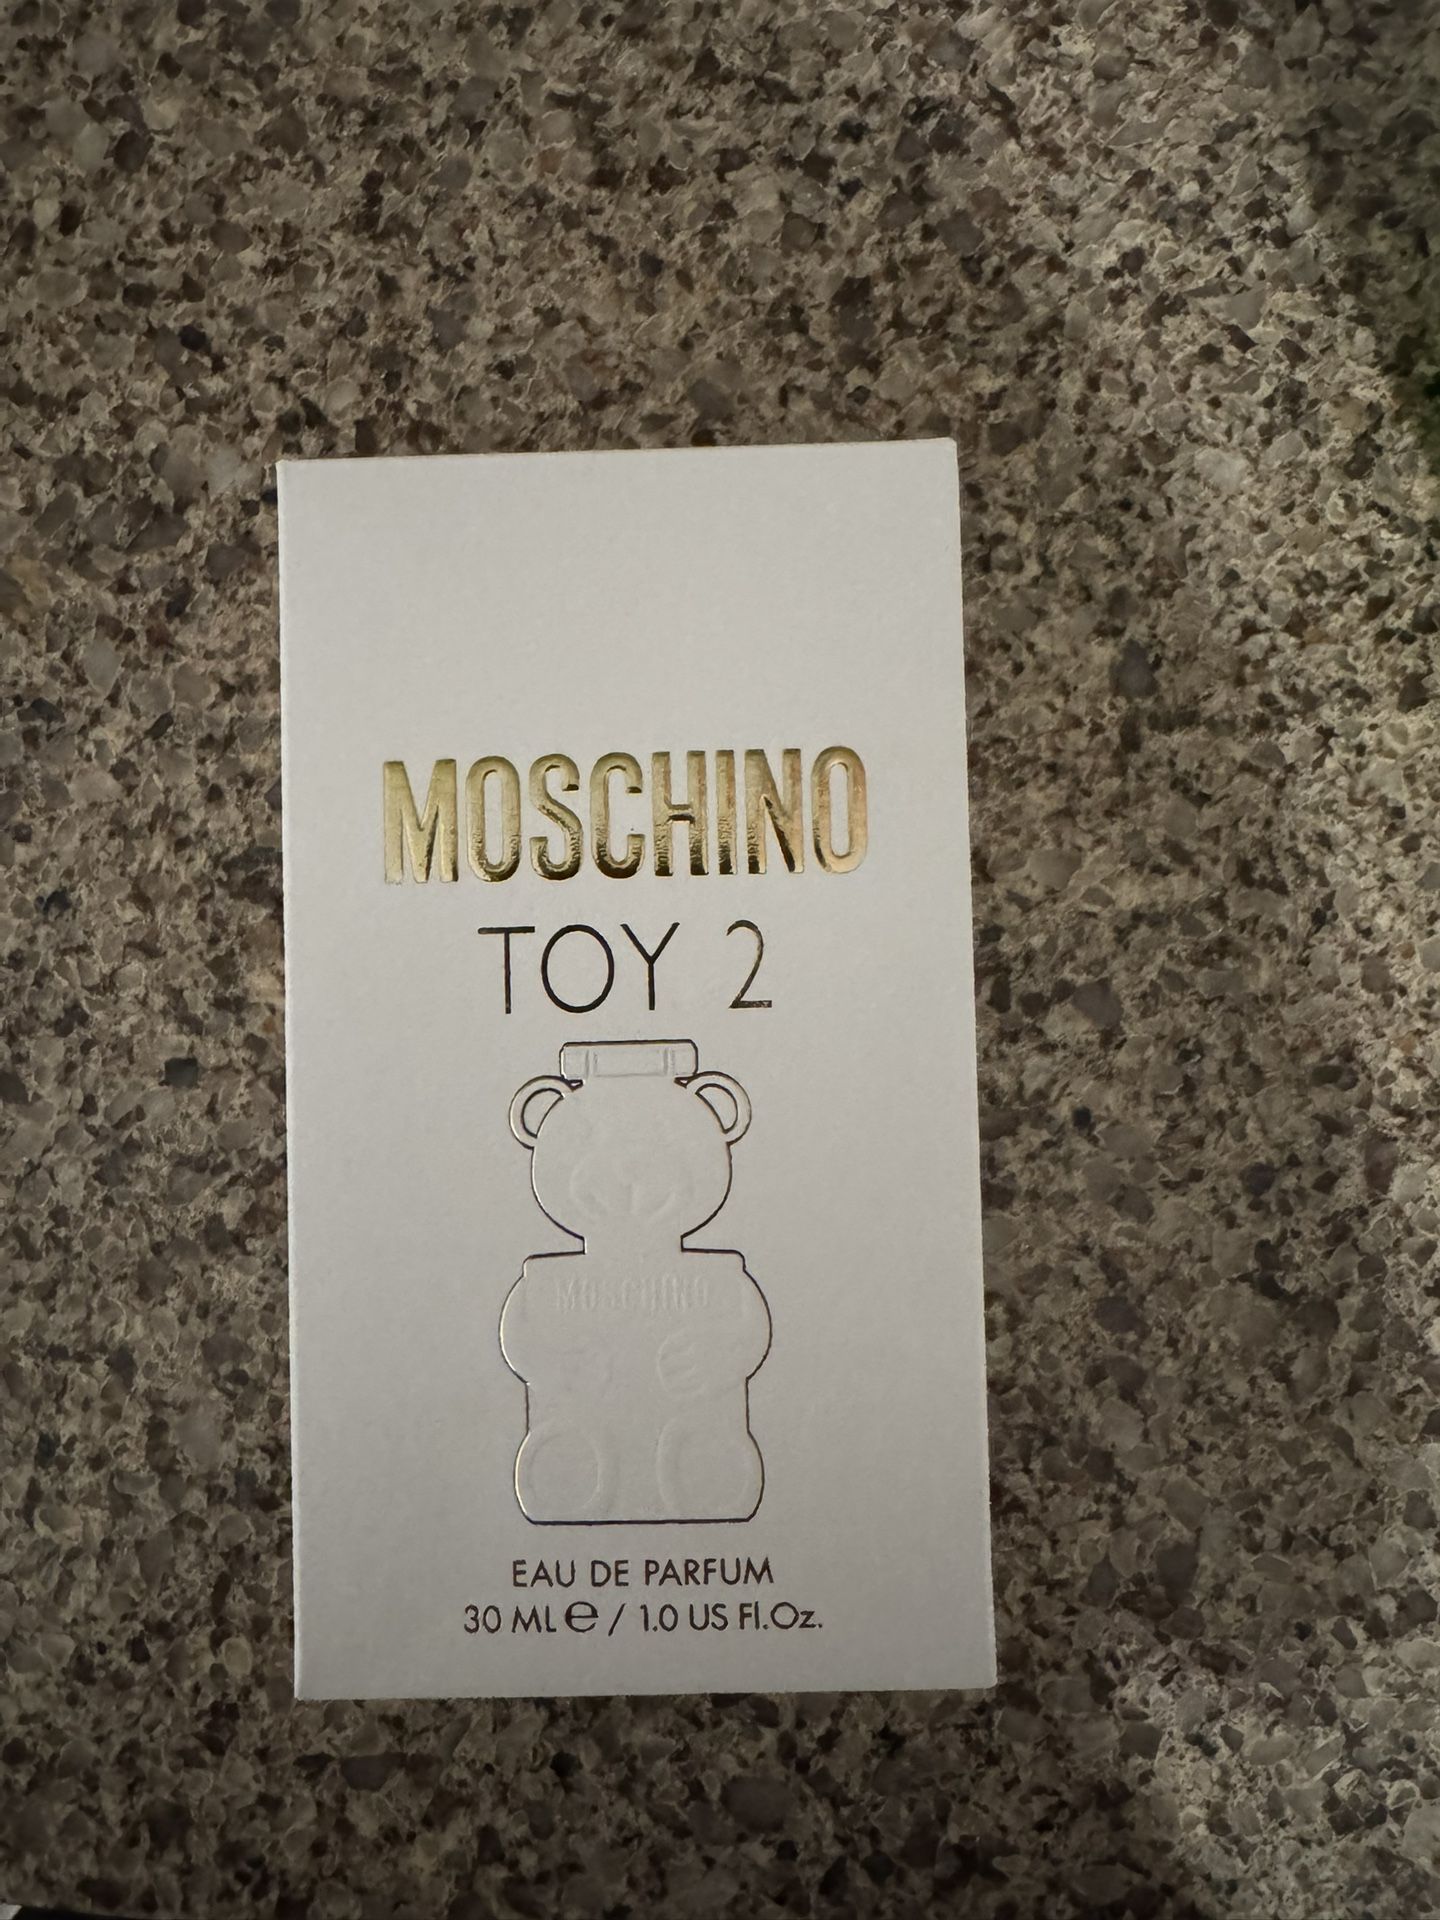 MOSCHINO
TOY 2
MOSCHINO
EAU DE PARFUM
30 ML ℮ / 1.0 US Fl.Oz.